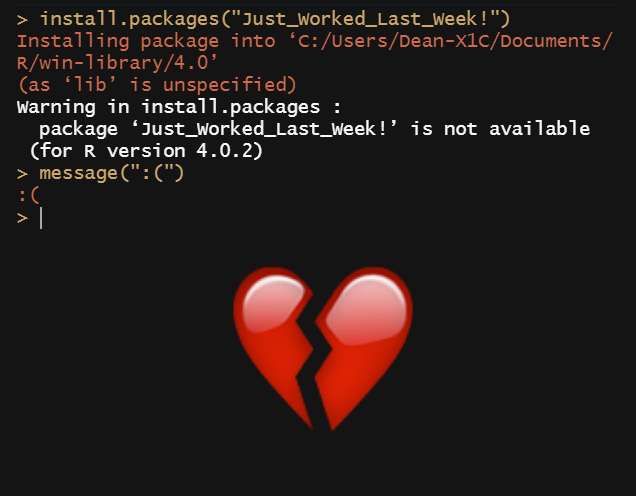 > install.packages("Just_Worked_Last_Week!")
Installing package into ‘C:/Users/Dean-X1C/Documents/
R/win-library/4.0’
(as ‘lib’ is unspecified)
Warning in install.packages :
  package ‘Just_Worked_Last_Week!’ is not available
 (for R version 4.0.2)
> message(":(")
:(
>